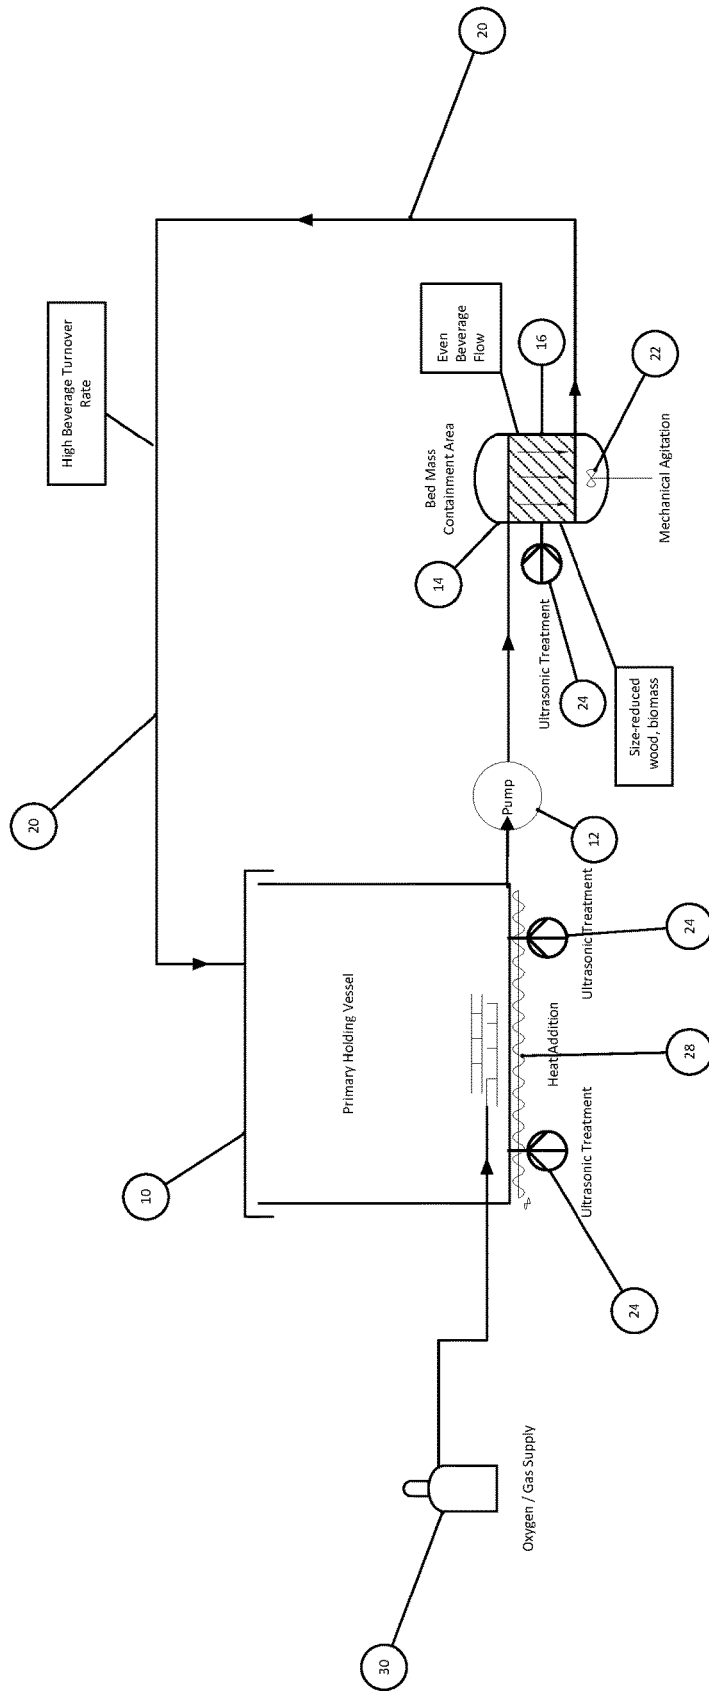 20
High Beverage Turnover
Rate
20
10
Primary Holding Vessel
Pump
12
14
Bed Mass
Containment Area
Even
Beverage
Flow
16
22
Mechanical Agitation
Ultrasonic Treatment
24
Size-reduced
wood, biomass
Ultrasonic Treatment
24
Heat Addition
28
Ultrasonic Treatment
24
Oxygen / Gas Supply
30